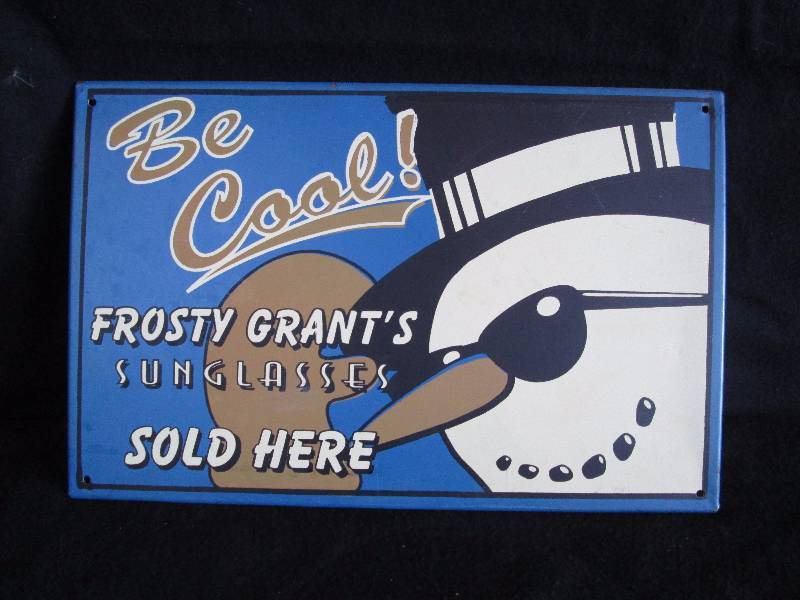 Be
Cool!
FROSTY GRANT'S
SUNGLASSES
SOLD HERE